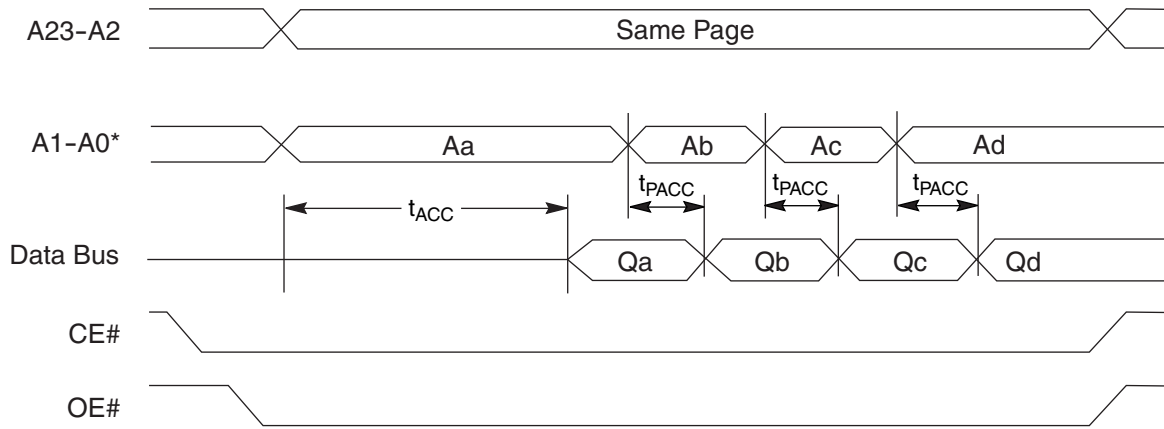 A23–A2 Same Page
A1–A0* Aa Ab Ac Ad
tACC tPACC tPACC tPACC
Data Bus Qa Qb Qc Qd
CE#
OE#